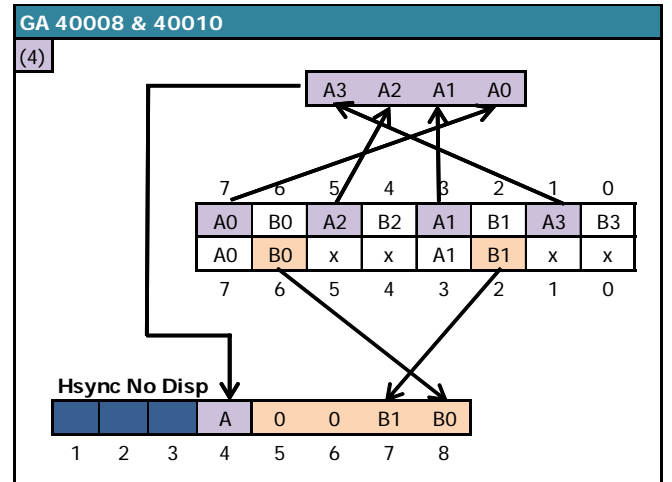 GA 40008 & 40010
(4)
A3 A2 A1 A0
7 6 5 4 3 2 1 0
A0 B0 A2 B2 A1 B1 A3 B3
A0 B0 x x A1 B1 x x
7 6 5 4 3 2 1 0
Hsync No Disp
A 0 0 B1 B0
1 2 3 4 5 6 7 8